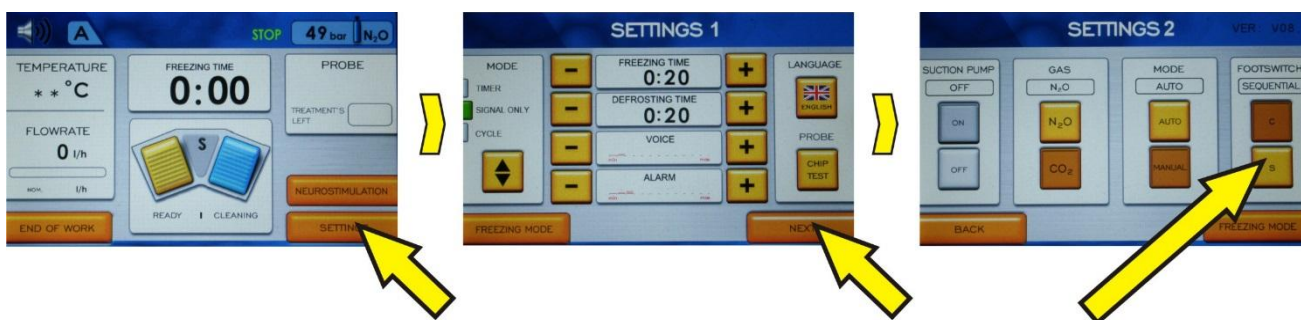 A
STOP
49 bar N₂O
TEMPERATURE
**°C
FLOWRATE
0 l/h
NOM. l/h
END OF WORK
FREEZING TIME
0:00
S
READY I CLEANING
PROBE
TREATMENT'S
LEFT
NEUROSTIMULATION
SETTIN
SETTINGS 1
MODE
TIMER
SIGNAL ONLY
CYCLE
FREEZING MODE
FREEZING TIME
0:20
DEFROSTING TIME
0:20
VOICE
ALARM
LANGUAGE
ENGLISH
PROBE
CHIP
TEST
NEXT
SETTINGS 2
VER: V08
SUCTION PUMP
OFF
ON
OFF
BACK
GAS
N₂O
N₂O
CO₂
MODE
AUTO
AUTO
MANUAL
FOOTSWITCH
SEQUENTIAL
C
S
FREEZING MODE